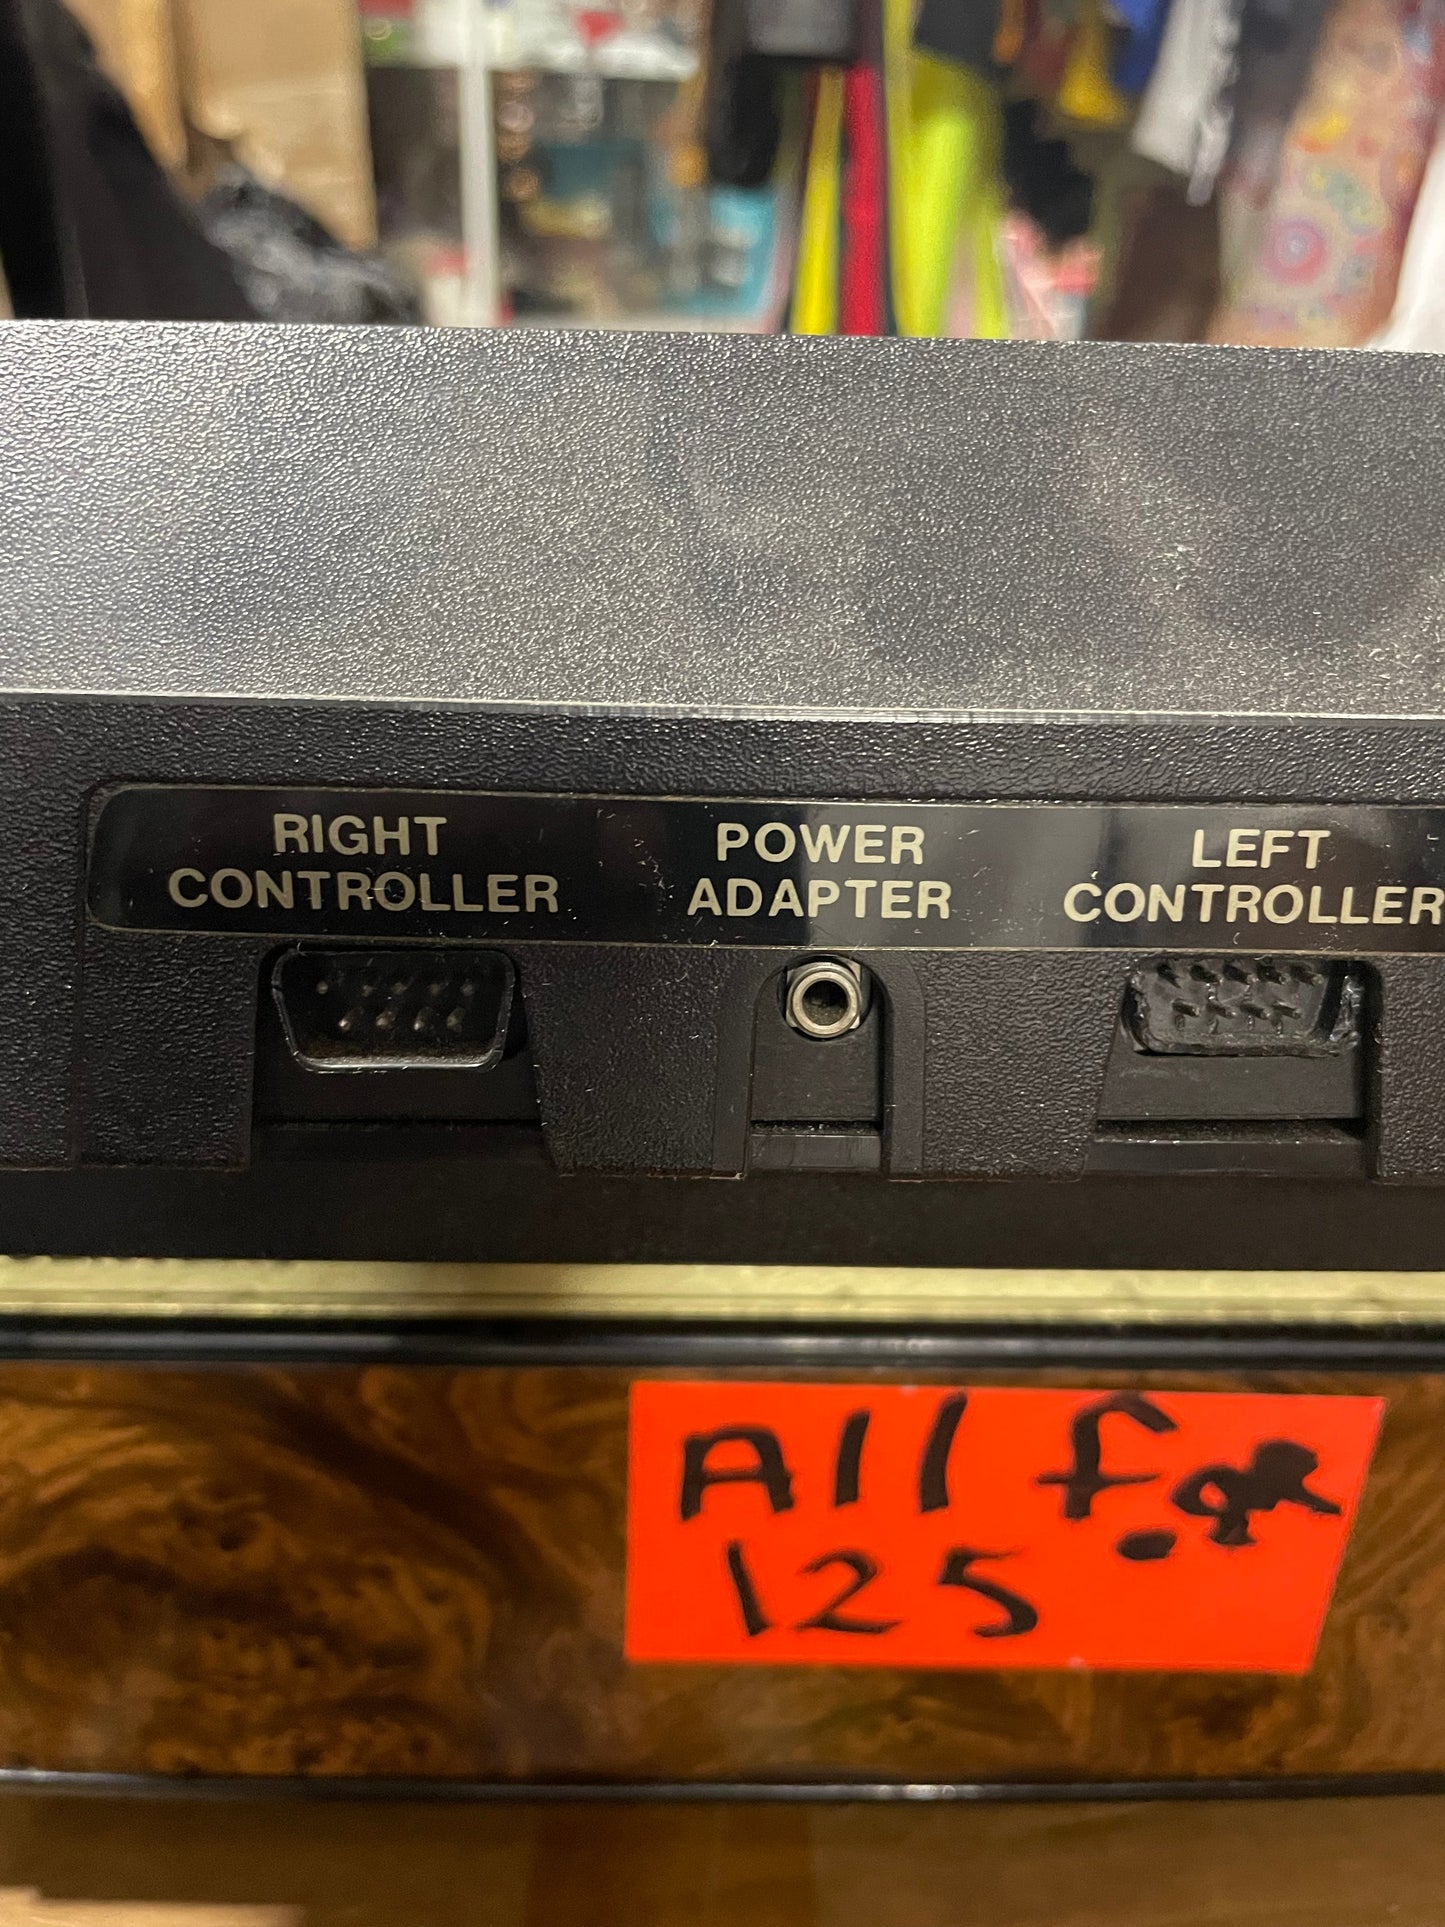 RIGHT
CONTROLLER
POWER
ADAPTER
LEFT
CONTROLLER
All for
125